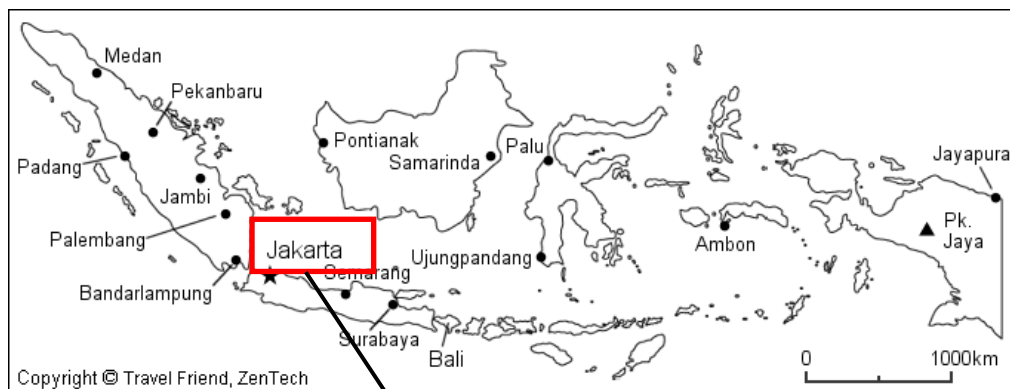 Medan
Pekanbaru
Pontianak
Samarinda
Palu
Padang
Jayapura
Jambi
Palembang
Pk.
Jaya
Ambon
Jakarta
Ujungpandang
Semarang
Bandarlampung
Surabaya
Bali
0 1000km
Copyright © Travel Friend, ZenTech